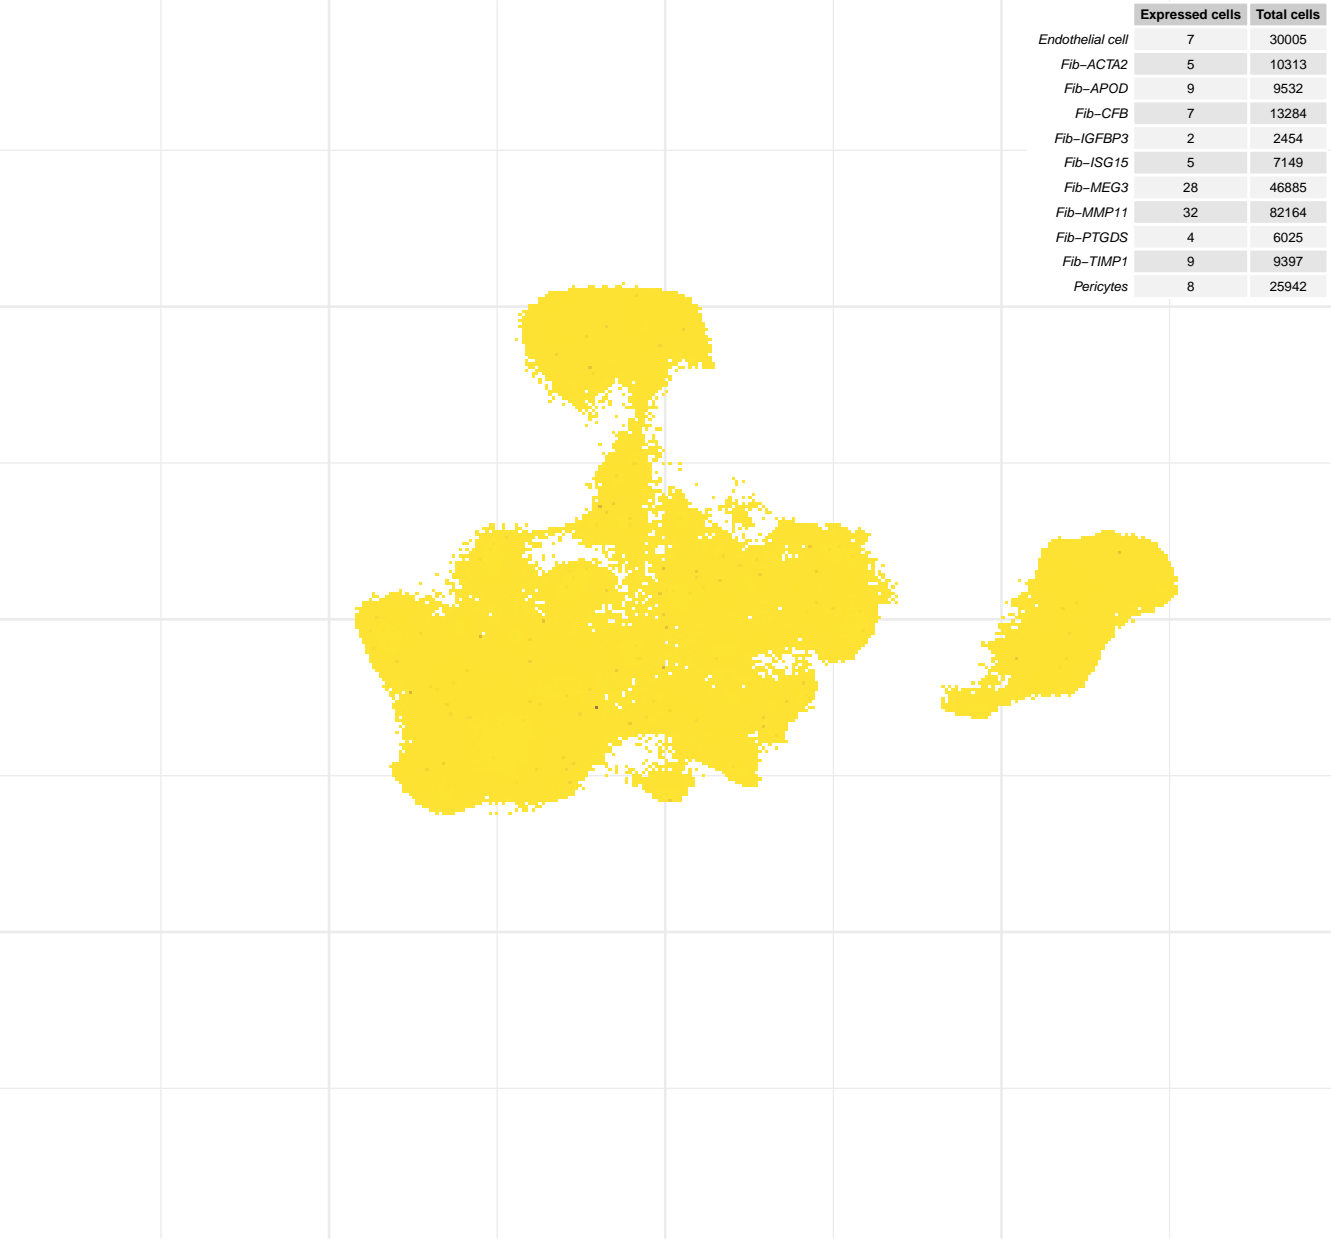 Expressed cells Total cells
Endothelial cell 7 30005
Fib−ACTA2 5 10313
Fib−APOD 9 9532
Fib−CFB 7 13284
Fib−IGFBP3 2 2454
Fib−ISG15 5 7149
Fib−MEG3 28 46885
Fib−MMP11 32 82164
Fib−PTGDS 4 6025
Fib−TIMP1 9 9397
Pericytes 8 25942